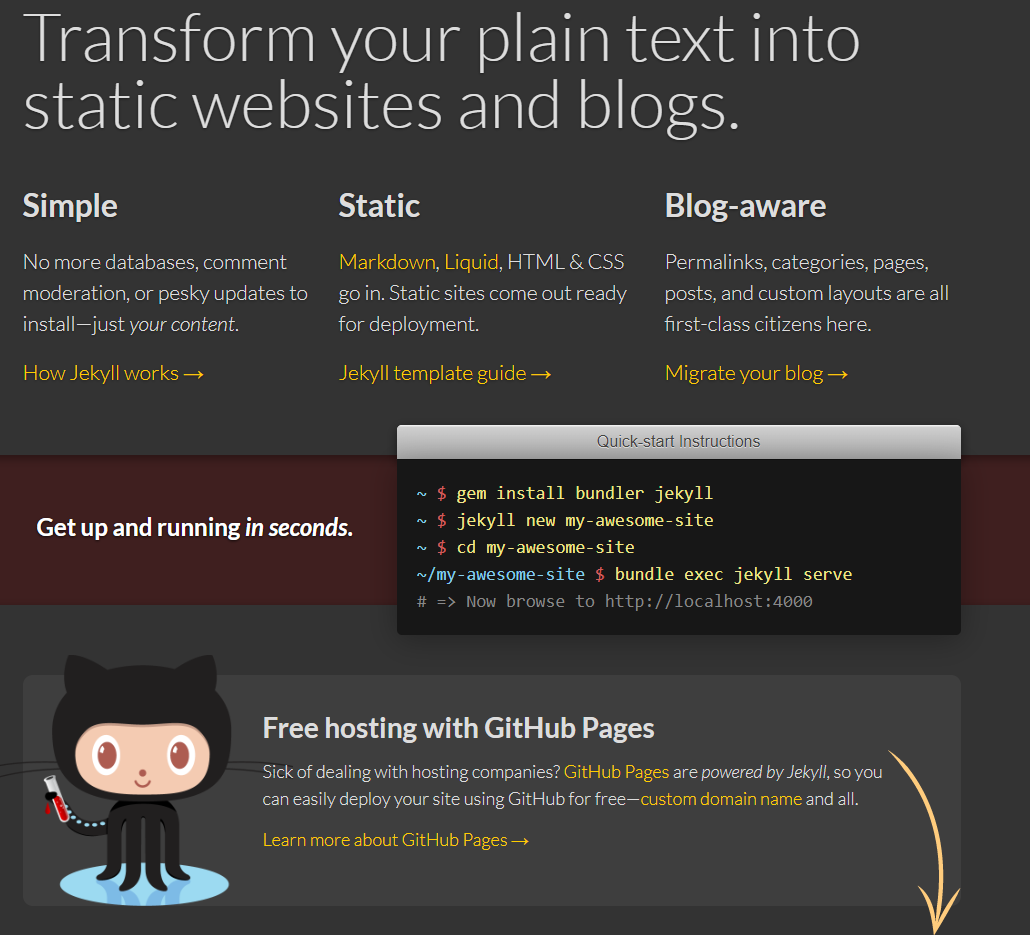 Transform your plain text into
static websites and blogs.
Simple
No more databases, comment
moderation, or pesky updates to
install—just your content.
How Jekyll works →
Static
Markdown, Liquid, HTML & CSS
go in. Static sites come out ready
for deployment.
Jekyll template guide →
Blog-aware
Permalinks, categories, pages,
posts, and custom layouts are all
first-class citizens here.
Migrate your blog →
Get up and running in seconds.
Quick-start Instructions
~ $ gem install bundler jekyll
~ $ jekyll new my-awesome-site
~ $ cd my-awesome-site
~/my-awesome-site $ bundle exec jekyll serve
# => Now browse to http://localhost:4000
Free hosting with GitHub Pages
Sick of dealing with hosting companies? GitHub Pages are powered by Jekyll, so you
can easily deploy your site using GitHub for free—custom domain name and all.
Learn more about GitHub Pages →